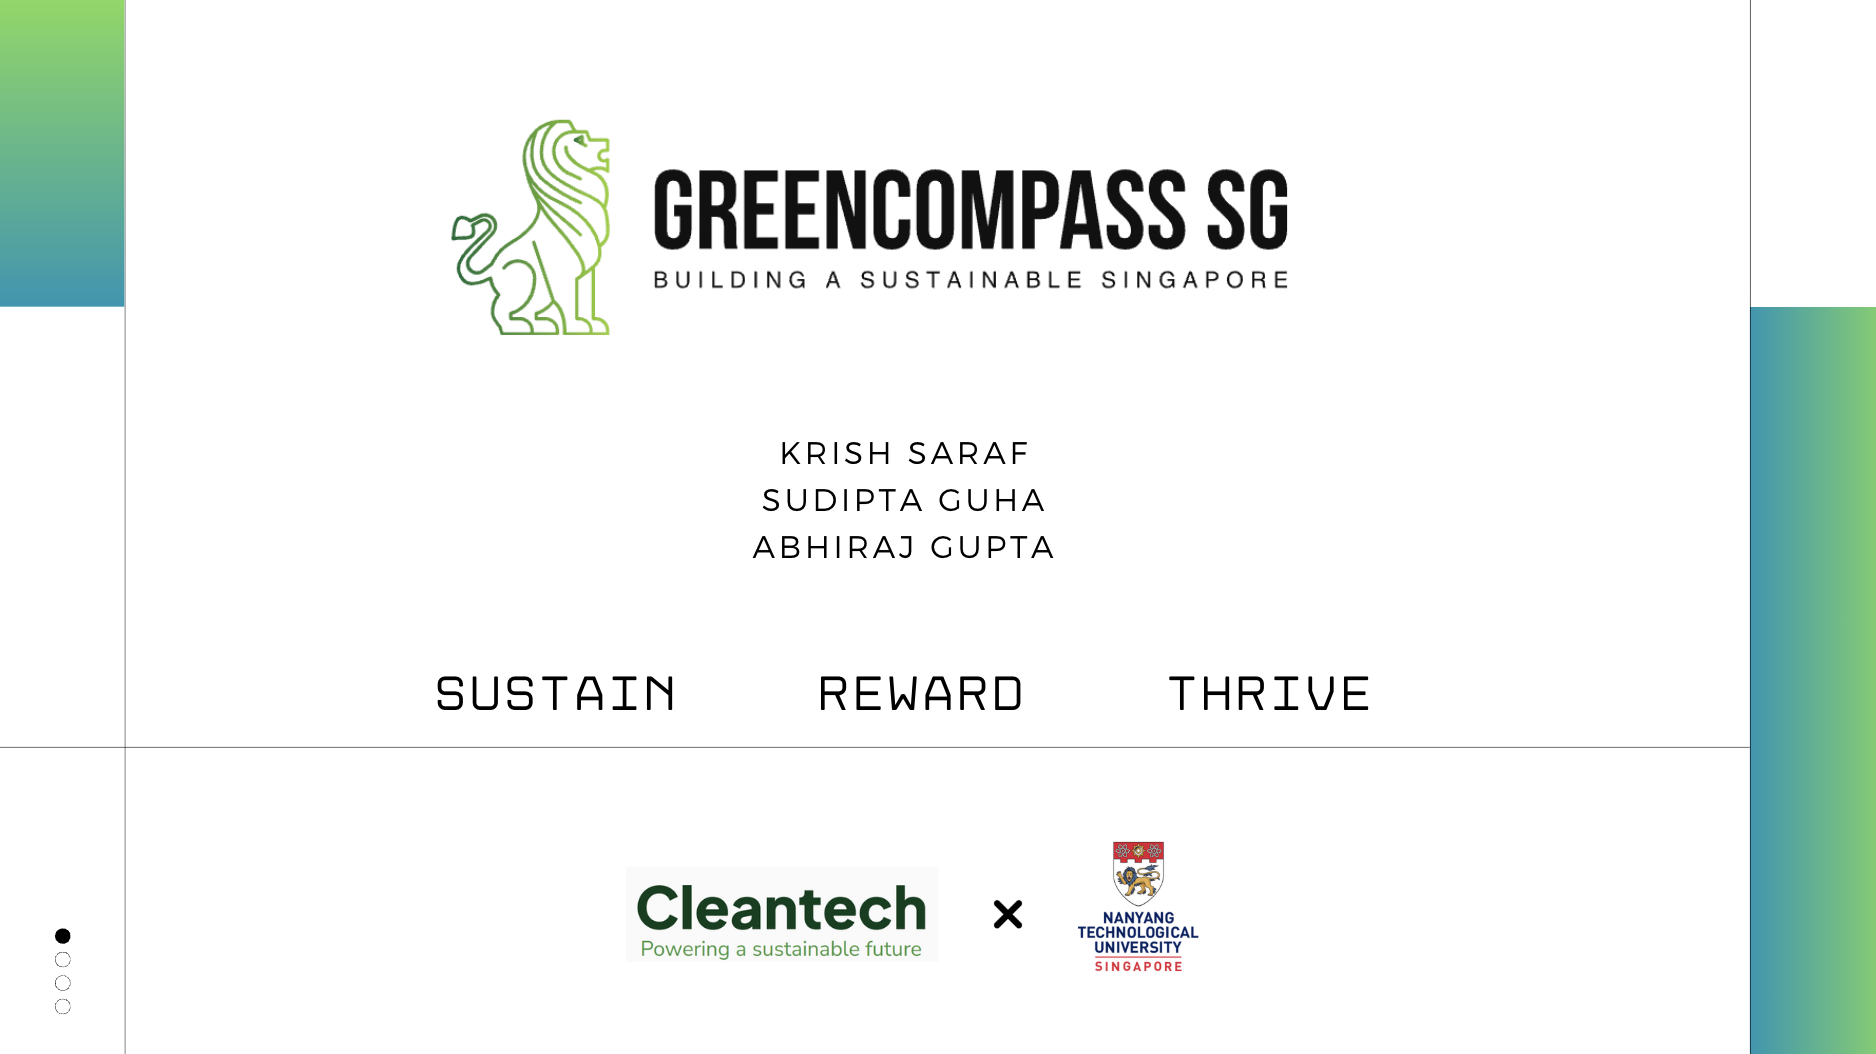 GREENCOMPASS SG
BUILDING A SUSTAINABLE SINGAPORE
KRISH SARAF
SUDIPTA GUHA
ABHIRAJ GUPTA
SUSTAIN REWARD THRIVE
Cleantech
Powering a sustainable future
×
NANYANG
TECHNOLOGICAL
UNIVERSITY
SINGAPORE